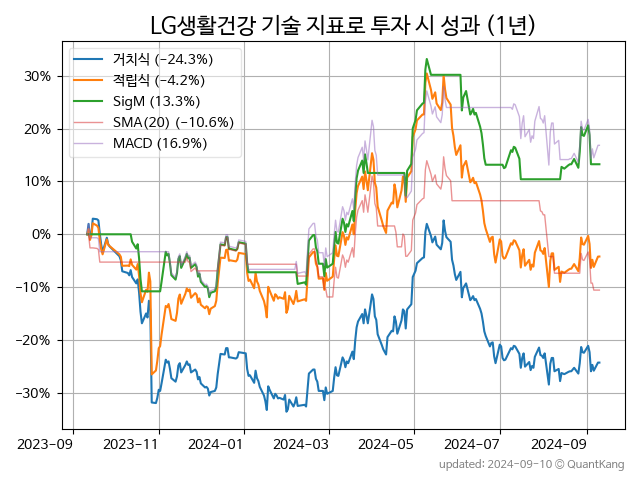 LG생활건강 기술 지표로 투자 시 성과 (1년)
거치식 (−24.3%)
적립식 (−4.2%)
SigM (13.3%)
SMA(20) (−10.6%)
MACD (16.9%)
30%
20%
10%
0%
−10%
−20%
−30%
2023-09 2023-11 2024-01 2024-03 2024-05 2024-07 2024-09
updated: 2024-09-10 ⓒ QuantKang